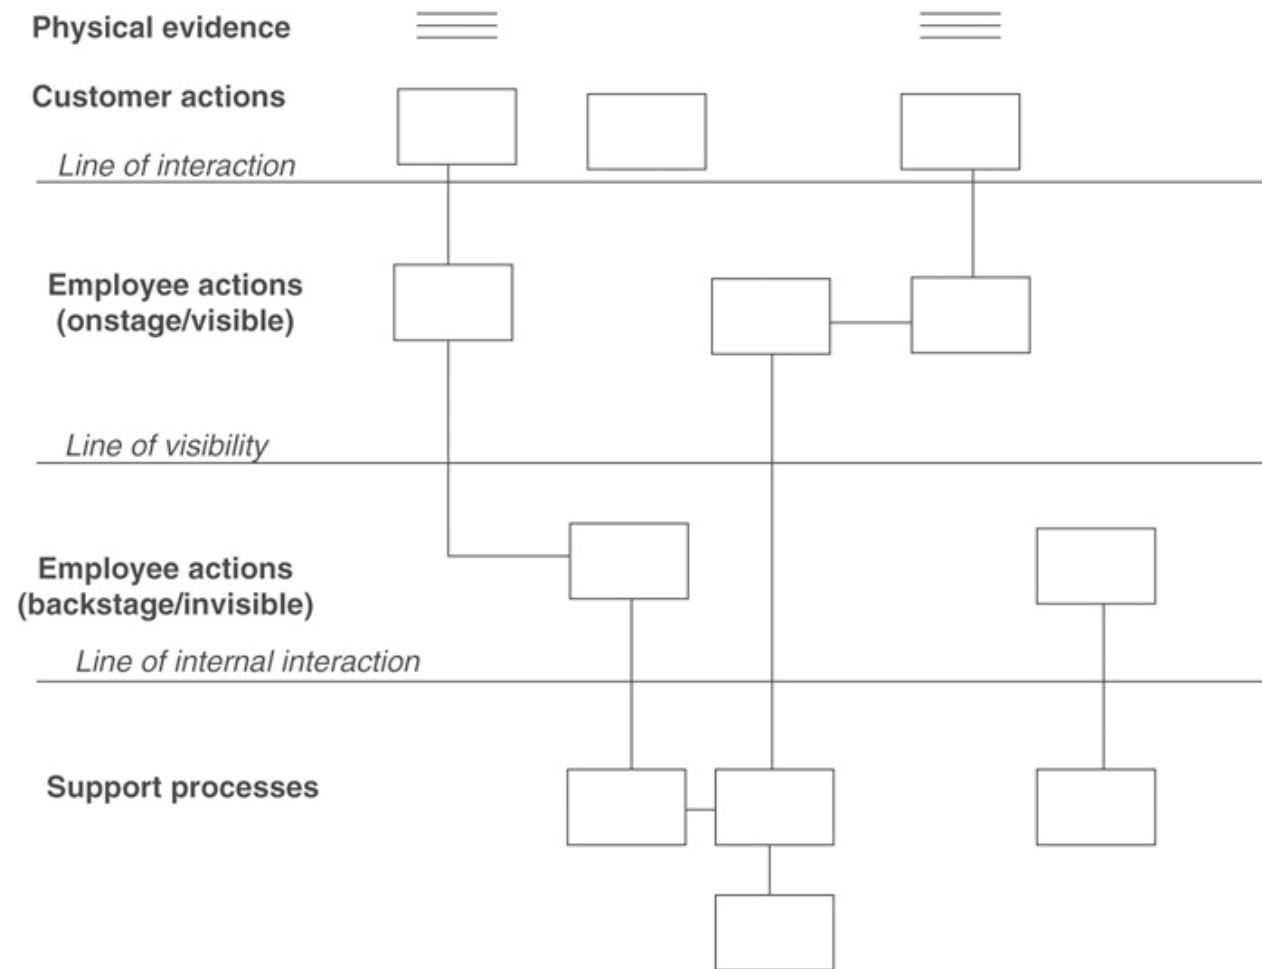 Physical evidence
Customer actions
Line of interaction
Employee actions
(onstage/visible)
Line of visibility
Employee actions
(backstage/invisible)
Line of internal interaction
Support processes